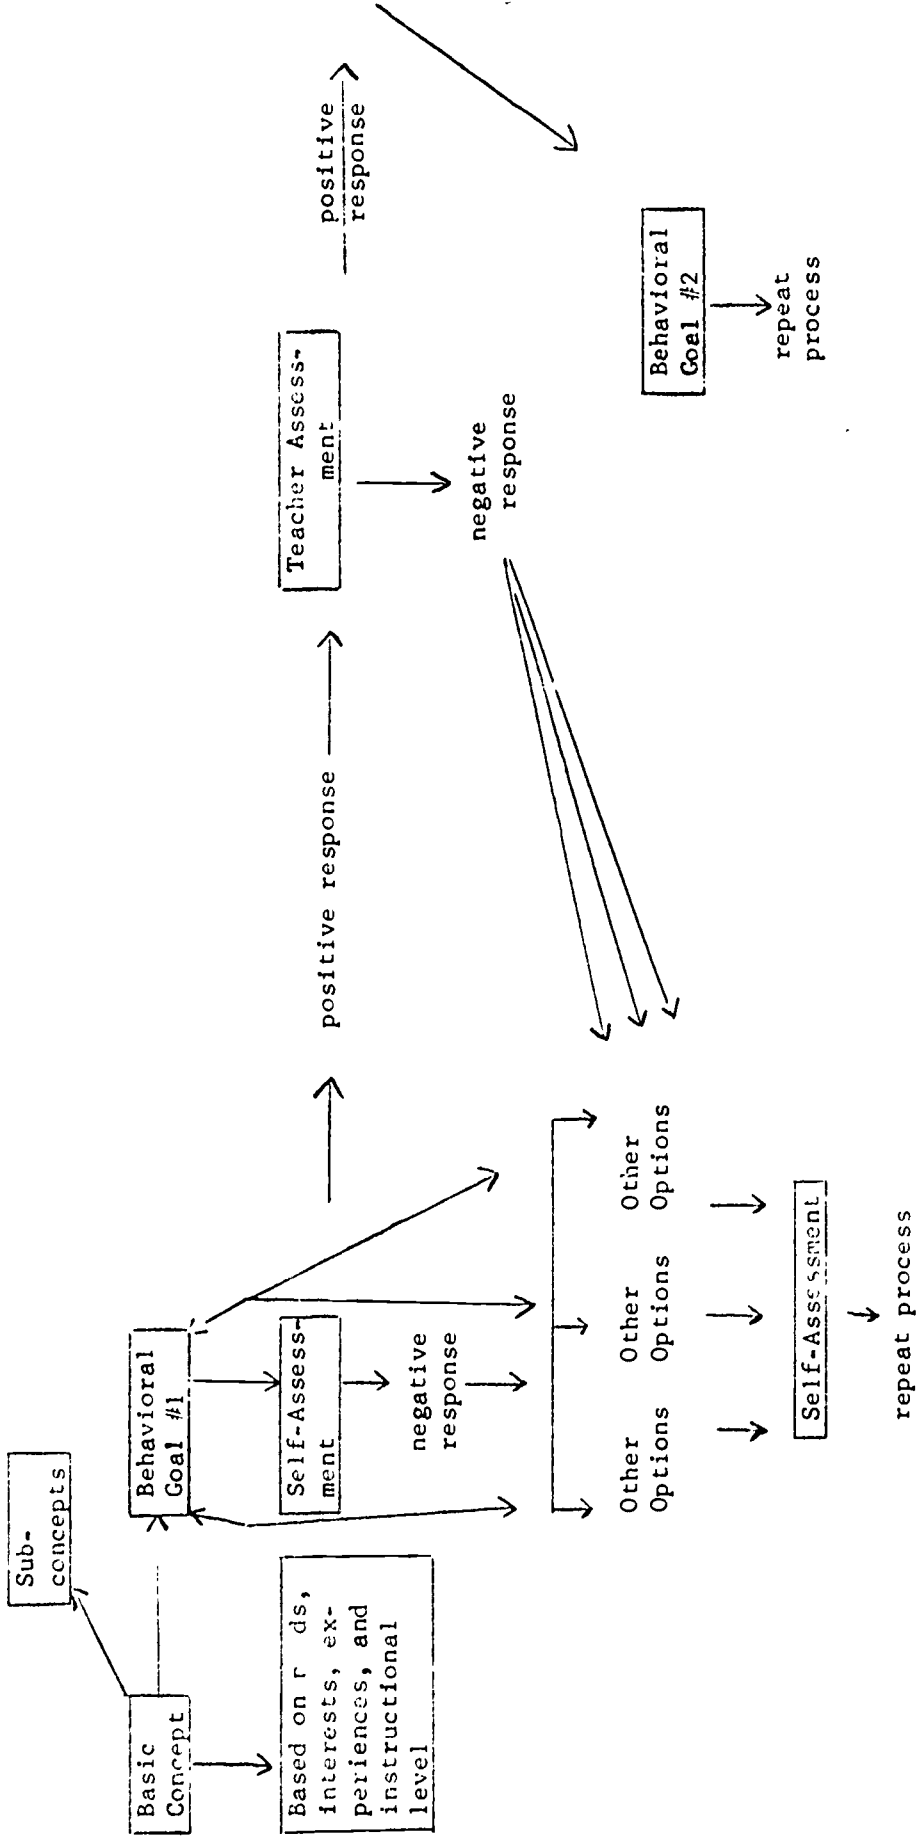 Sub-
concepts
Basic
Concept
Behavioral
Goal #1
Based on
interests, ex-
periences, and
instructional
level
Self-Assess-
ment
negative
response
positive response
Teacher Assess-
ment
positive
response
negative
response
Other
Options
Other
Options
Other
Options
Self-Assessment
repeat process
Behavioral
Goal #2
repeat
process